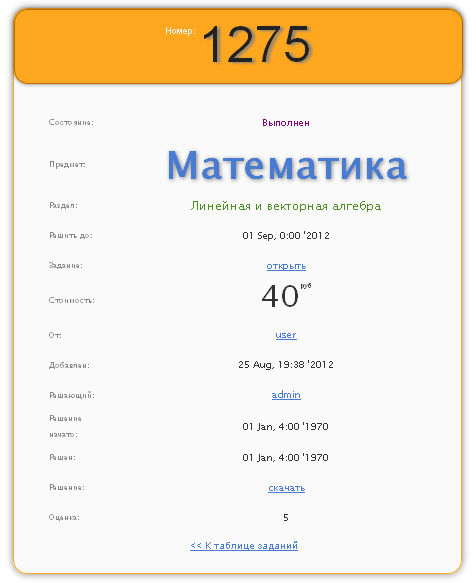 Номер: 1275
Состояние: Выполнен
Предмет: Математика
Раздел: Линейная и векторная алгебра
Решить до: 01 Sep, 0:00 '2012
Задание: открыть
Стоимость: 40 руб
От: user
Добавлен: 25 Aug, 19:38 '2012
Решающий: admin
Решение
начато: 01 Jan, 4:00 '1970
Решен: 01 Jan, 4:00 '1970
Решение: скачать
Оценка: 5
<< К таблице заданий